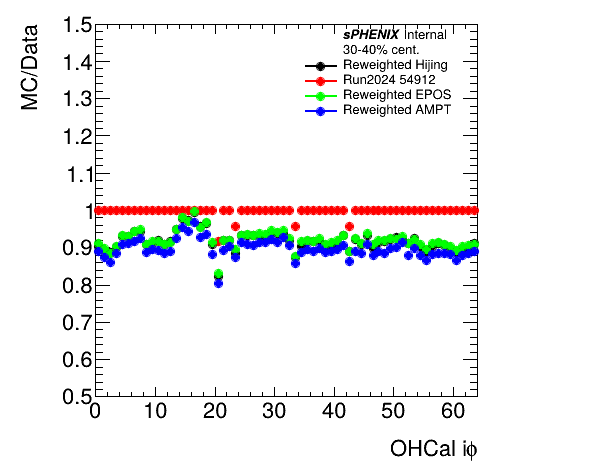 MC/Data
1.5
1.4
1.3
1.2
1.1
1
0.9
0.8
0.7
0.6
0.5
sPHENIX Internal
30-40% cent.
Reweighted Hijing
Run2024 54912
Reweighted EPOS
Reweighted AMPT
0 10 20 30 40 50 60
OHCal iϕ